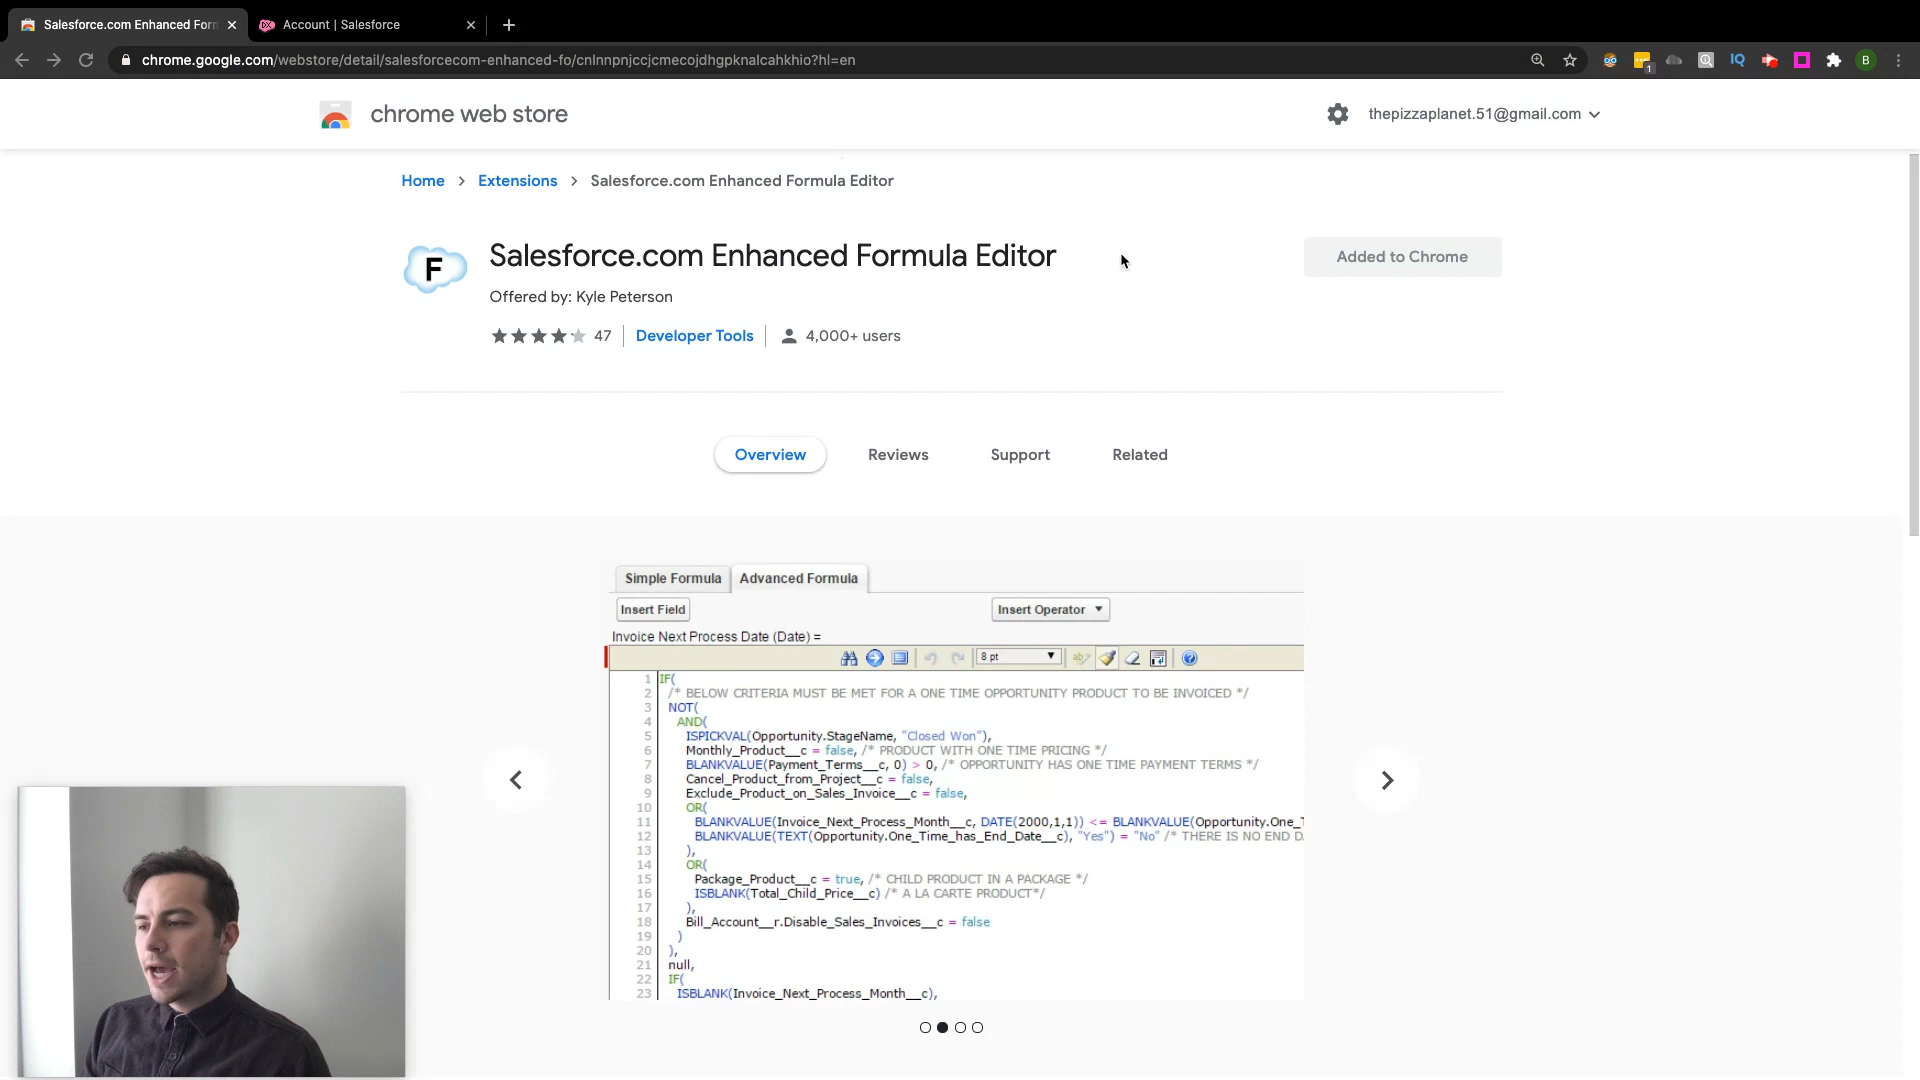 Salesforce.com Enhanced Form
Account | Salesforce
chrome.google.com/webstore/detail/salesforcecom-enhanced-fo/cnlnnpnjccjcmecojdhgpknalcahkhio?hl=en
1
IQ
B
chrome web store
thepizzaplanet.51@gmail.com
Home > Extensions > Salesforce.com Enhanced Formula Editor
F
Salesforce.com Enhanced Formula Editor
Added to Chrome
Offered by: Kyle Peterson
47
Developer Tools
4,000+ users
Overview
Reviews
Support
Related
Simple Formula
Advanced Formula
Insert Field
Insert Operator
Invoice Next Process Date (Date) =
8 pt
1 IF(
2 /* BELOW CRITERIA MUST BE MET FOR A ONE TIME OPPORTUNITY PRODUCT TO BE INVOICED */
3 NOT(
4 AND(
5 ISPICKVAL(Opportunity.StageName, "Closed Won"),
6 Monthly_Product__c = false, /* PRODUCT WITH ONE TIME PRICING */
7 BLANKVALUE(Payment_Terms__c, 0) > 0, /* OPPORTUNITY HAS ONE TIME PAYMENT TERMS */
8 Cancel_Product_from_Project__c = false,
9 Exclude_Product_on_Sales_Invoice__c = false,
10 OR(
11 BLANKVALUE(Invoice_Next_Process_Month__c, DATE(2000,1,1)) <= BLANKVALUE(Opportunity.One_T
12 BLANKVALUE(TEXT(Opportunity.One_Time_has_End_Date__c), "Yes") = "No" /* THERE IS NO END D
13 ),
14 OR(
15 Package_Product__c = true, /* CHILD PRODUCT IN A PACKAGE */
16 ISBLANK(Total_Child_Price__c) /* A LA CARTE PRODUCT*/
17 ),
18 Bill_Account__r.Disable_Sales_Invoices__c = false
19 )
20 ),
21 null,
22 IF(
23 ISBLANK(Invoice_Next_Process_Month__c),